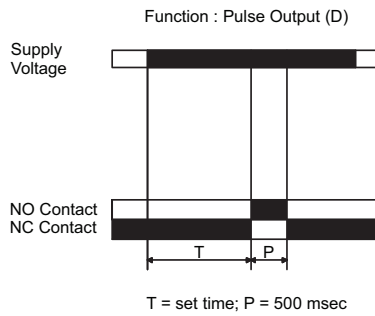 Function : Pulse Output (D)
Supply
Voltage
NO Contact
NC Contact
T P
T = set time; P = 500 msec